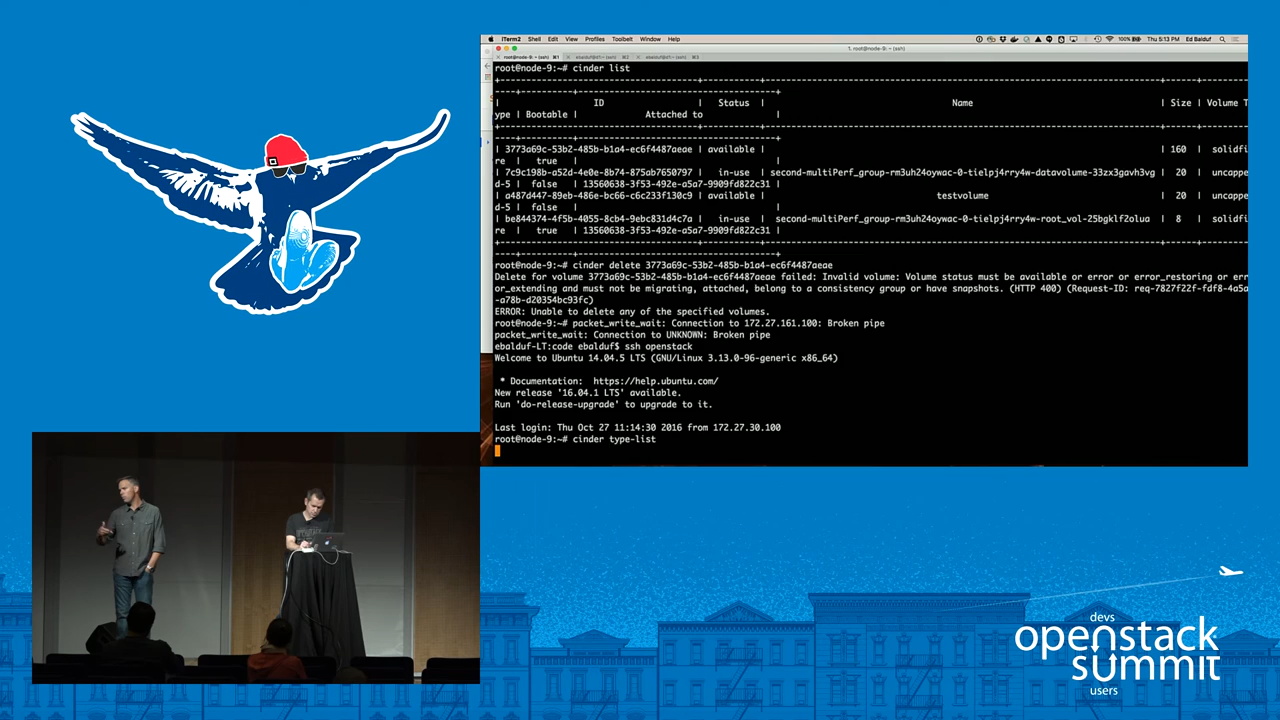 iTerm2 Shell Edit View Profiles Toolbelt Window Help
100% Thu 5:13 PM Ed Balduf
1. root@node-9: ~ (ssh)
root@node-9: ~ (ssh) ⌘1 ebalduf@: ~ (ssh) ⌘2 ebalduf@: ~ (ssh) ⌘3
root@node-9:~# cinder list
+--------------------------------------+-----------+--------------------------------------------------------------------+------+---------
----+----------+--------------------------------------+
| ID | Status | Name | Size | Volume T
ype | Bootable | Attached to |
+--------------------------------------+-----------+--------------------------------------------------------------------+------+---------
----+----------+--------------------------------------+
| 3773a69c-53b2-485b-b1a4-ec6f4487aeae | available | | 160 | solidfi
re | true | |
| 7c9c198b-a52d-4e0e-8b74-875ab7650797 | in-use | second-multiPerf_group-rm3uh24oywac-0-tielpj4rry4w-datavolume-33zx3gavh3vg | 20 | uncappe
d-5 | false | 13560638-3f53-492e-a5a7-9909fd822c31 |
| a487d447-89eb-486e-bc66-c6c233f130c9 | available | testvolume | 20 | uncappe
d-5 | false | |
| be844374-4f5b-4055-8cb4-9ebc831d4c7a | in-use | second-multiPerf_group-rm3uh24oywac-0-tielpj4rry4w-root_vol-25bgklf2olua | 8 | solidfi
re | true | 13560638-3f53-492e-a5a7-9909fd822c31 |
+--------------------------------------+-----------+--------------------------------------------------------------------+------+---------
----+----------+--------------------------------------+
root@node-9:~# cinder delete 3773a69c-53b2-485b-b1a4-ec6f4487aeae
Delete for volume 3773a69c-53b2-485b-b1a4-ec6f4487aeae failed: Invalid volume: Volume status must be available or error or error_restoring or err
or_extending and must not be migrating, attached, belong to a consistency group or have snapshots. (HTTP 400) (Request-ID: req-7827f22f-fdf8-4a5a
-a78b-d20354bc93fc)
ERROR: Unable to delete any of the specified volumes.
root@node-9:~# packet_write_wait: Connection to 172.27.161.100: Broken pipe
packet_write_wait: Connection to UNKNOWN: Broken pipe
ebalduf-LT:code ebalduf$ ssh openstack
Welcome to Ubuntu 14.04.5 LTS (GNU/Linux 3.13.0-96-generic x86_64)
* Documentation: https://help.ubuntu.com/
New release '16.04.1 LTS' available.
Run 'do-release-upgrade' to upgrade to it.
Last login: Thu Oct 27 11:14:30 2016 from 172.27.30.100
root@node-9:~# cinder type-list
devs
openstack
summit
users